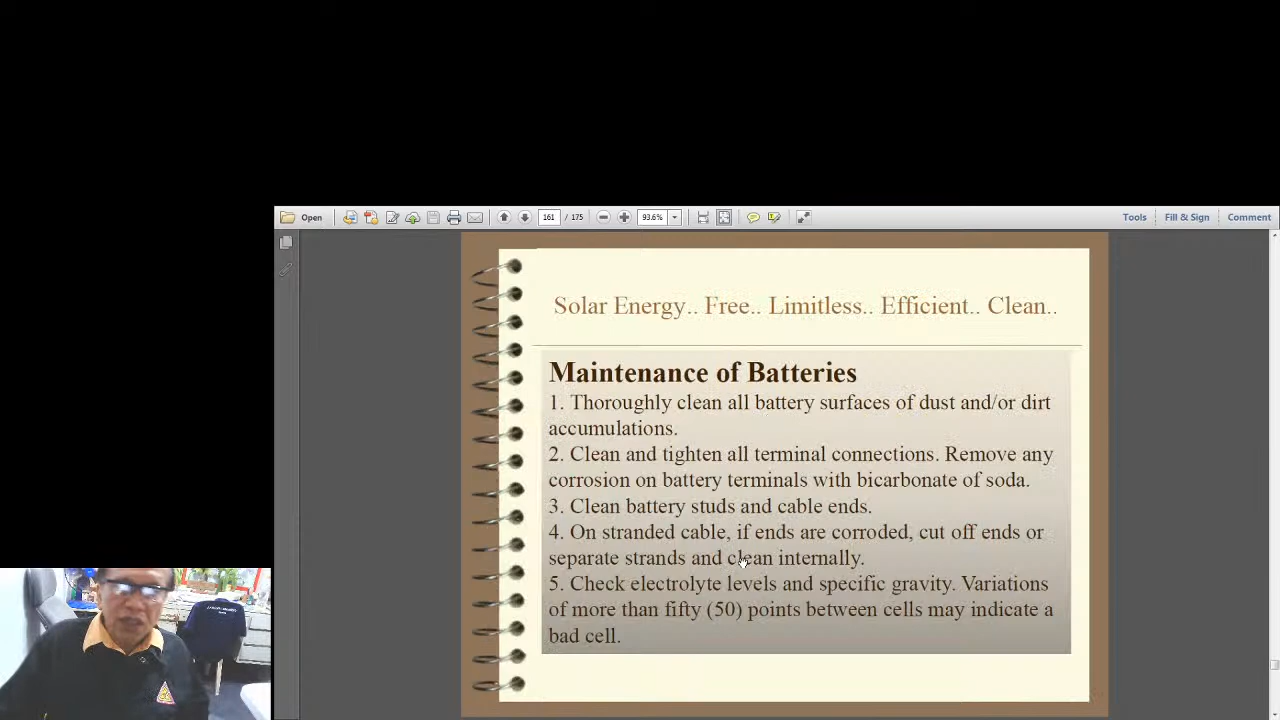 Open
161
/ 175
93.6%
Tools
Fill & Sign
Comment
Solar Energy.. Free.. Limitless.. Efficient.. Clean..
Maintenance of Batteries
1. Thoroughly clean all battery surfaces of dust and/or dirt
accumulations.
2. Clean and tighten all terminal connections. Remove any
corrosion on battery terminals with bicarbonate of soda.
3. Clean battery studs and cable ends.
4. On stranded cable, if ends are corroded, cut off ends or
separate strands and clean internally.
5. Check electrolyte levels and specific gravity. Variations
of more than fifty (50) points between cells may indicate a
bad cell.